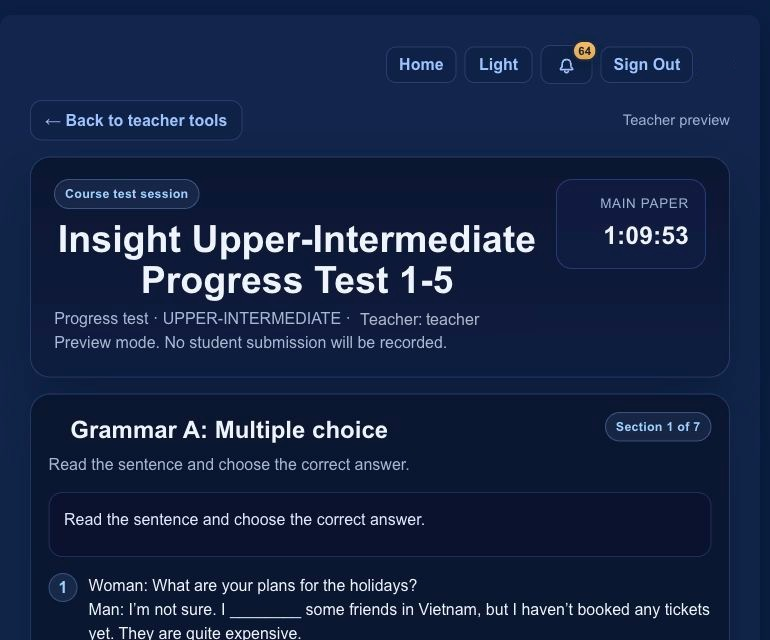 Home Light 64 Sign Out
← Back to teacher tools Teacher preview
Course test session
MAIN PAPER
1:09:53
Insight Upper-Intermediate
Progress Test 1-5
Progress test · UPPER-INTERMEDIATE · Teacher: teacher
Preview mode. No student submission will be recorded.
Grammar A: Multiple choice Section 1 of 7
Read the sentence and choose the correct answer.
Read the sentence and choose the correct answer.
1 Woman: What are your plans for the holidays?
Man: I’m not sure. I ________ some friends in Vietnam, but I haven’t booked any tickets
yet. They are quite expensive.